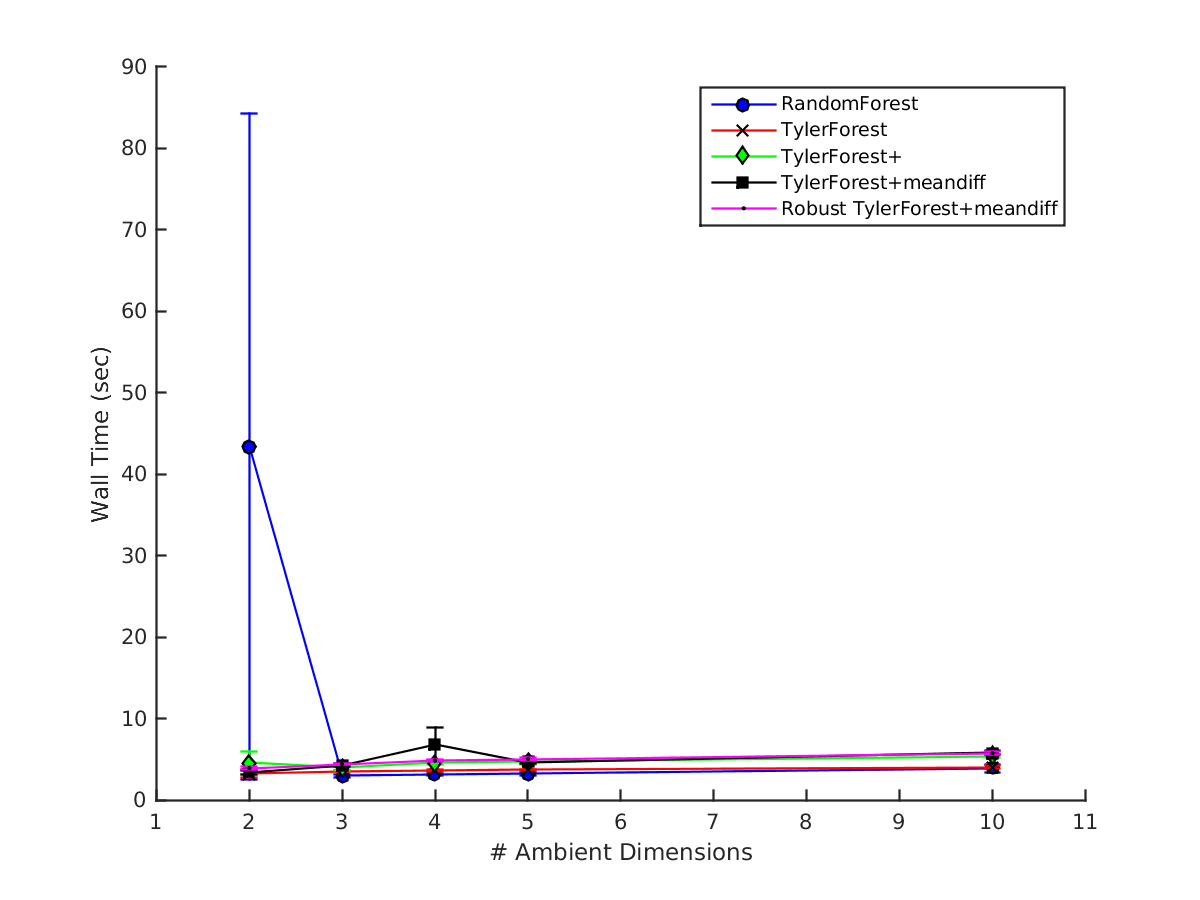 90
80
70
60
50
40
30
20
10
0
Wall Time (sec)
RandomForest
TylerForest
TylerForest+
TylerForest+meandiff
Robust TylerForest+meandiff
1 2 3 4 5 6 7 8 9 10 11
# Ambient Dimensions